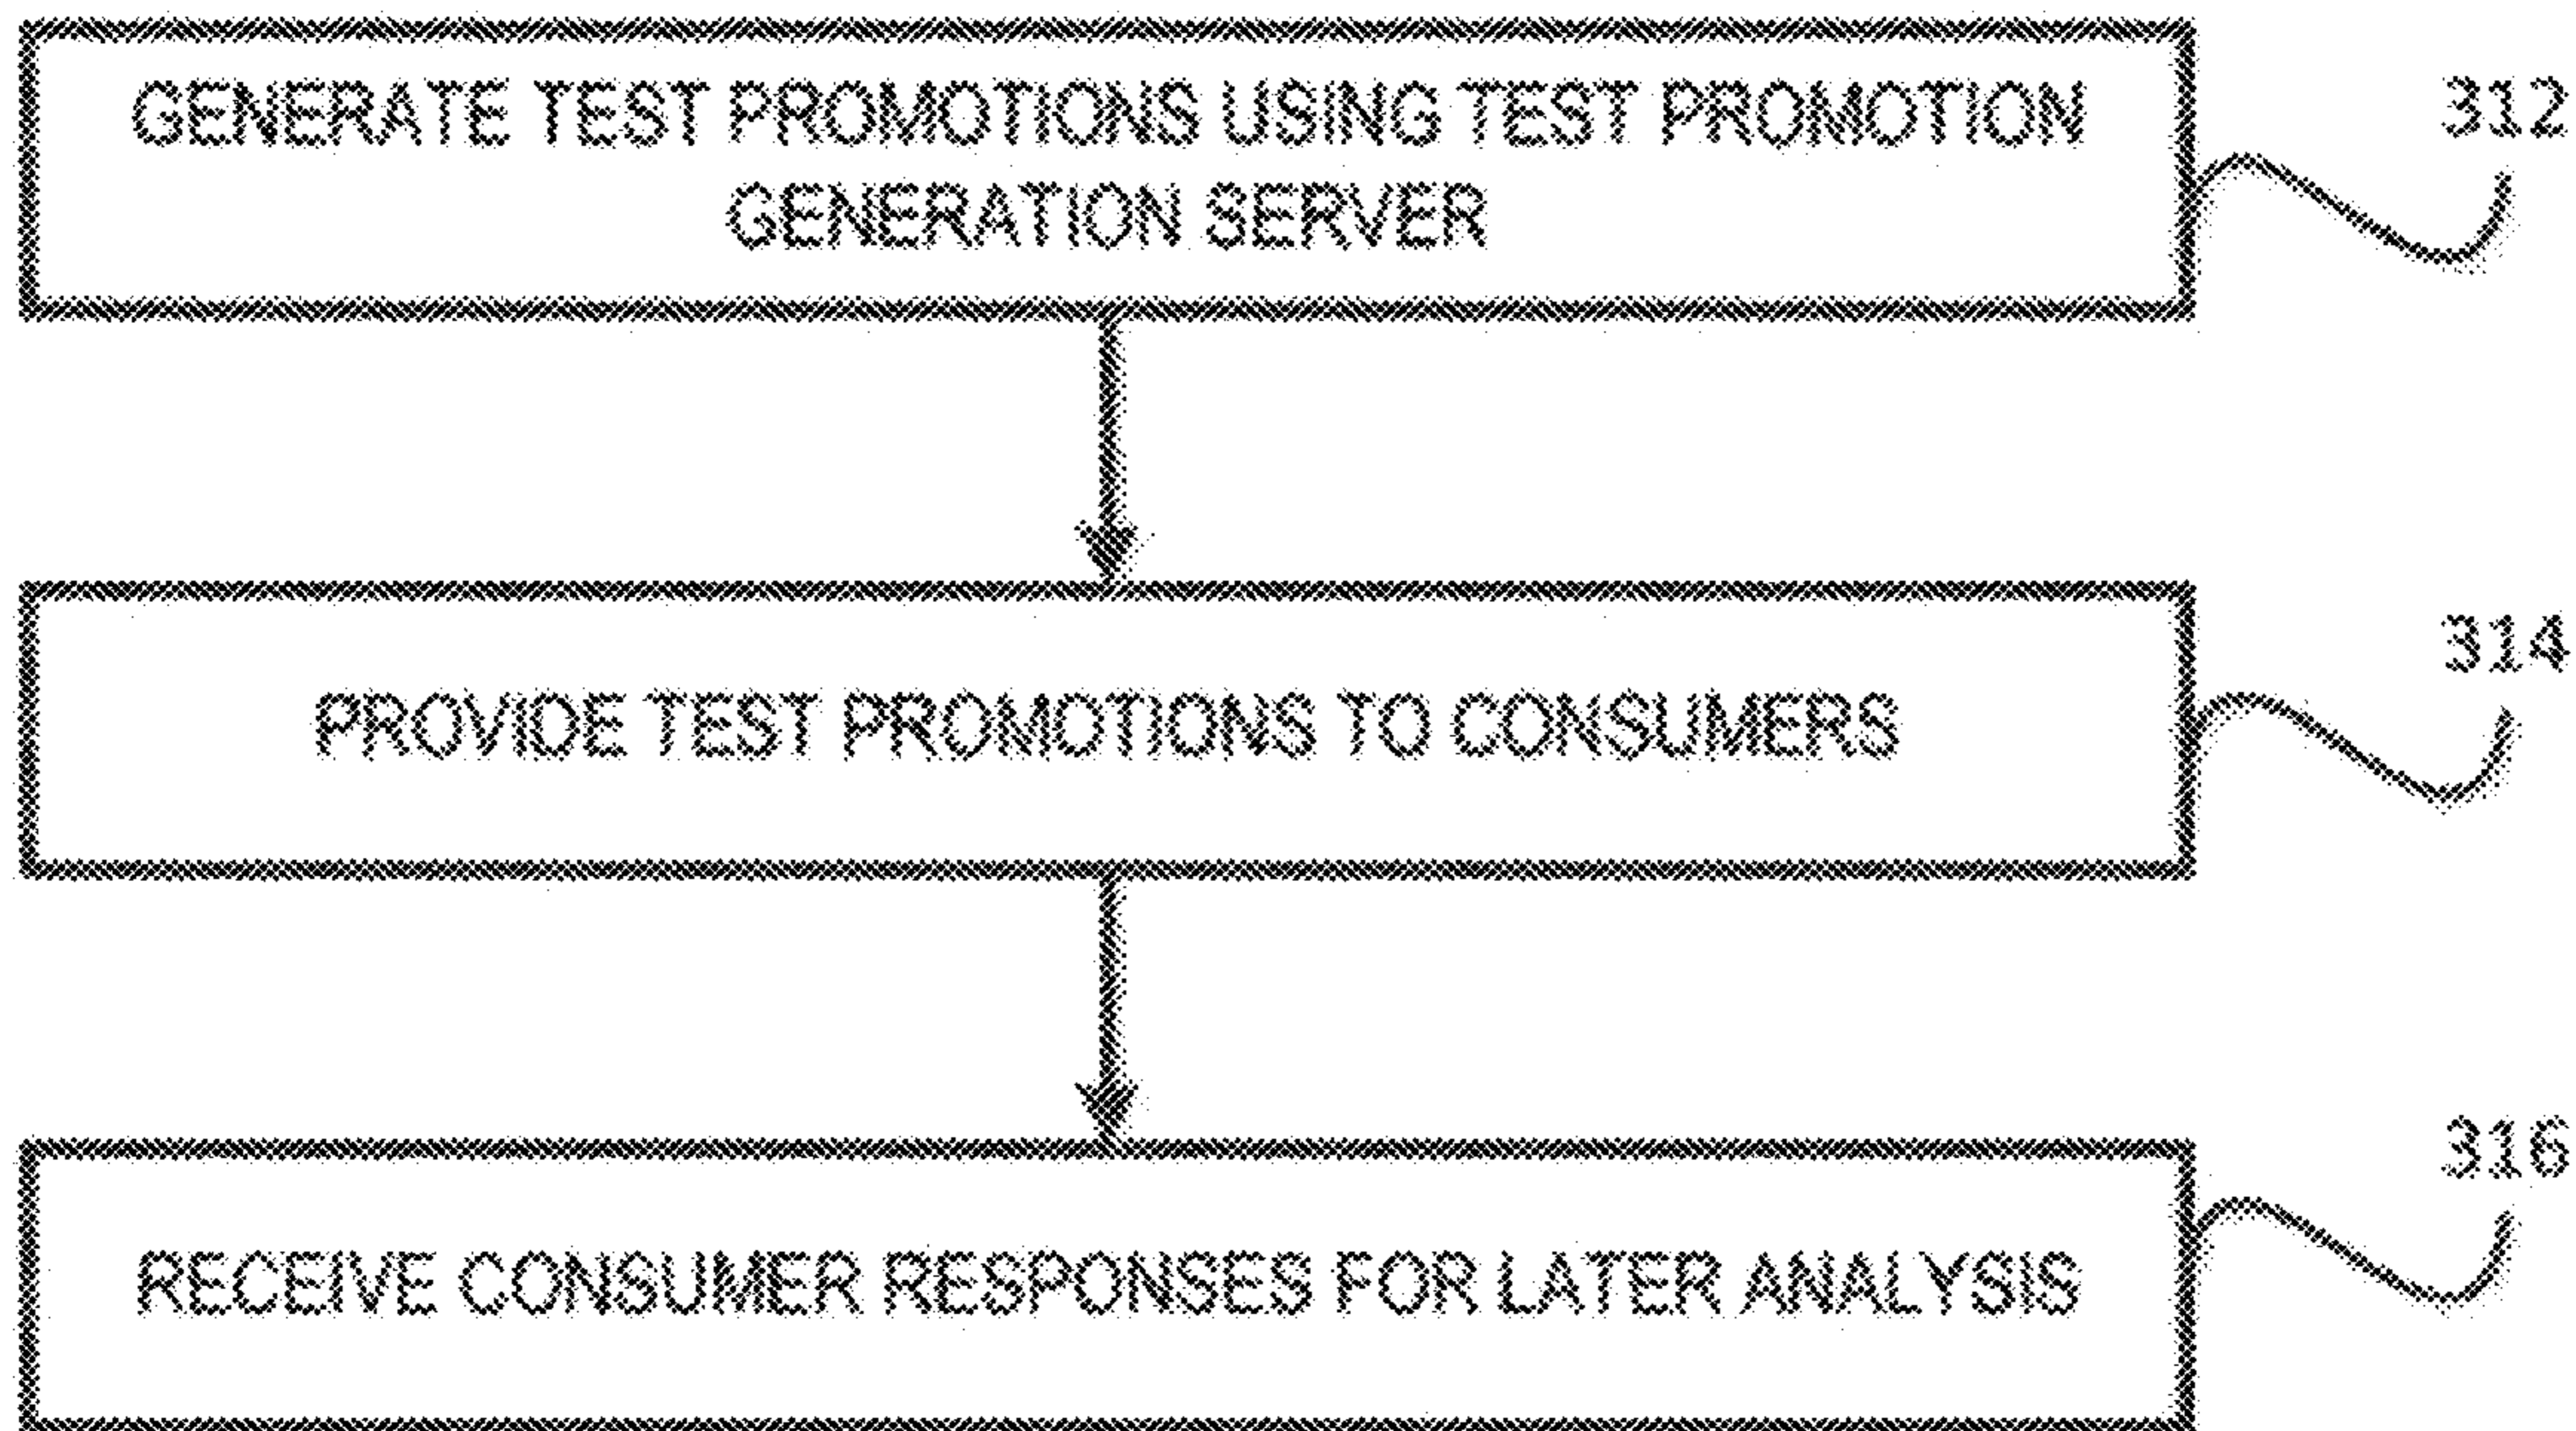 GENERATE TEST PROMOTIONS USING TEST PROMOTION
GENERATION SERVER
312
PROVIDE TEST PROMOTIONS TO CONSUMERS
314
RECEIVE CONSUMER RESPONSES FOR LATER ANALYSIS
316